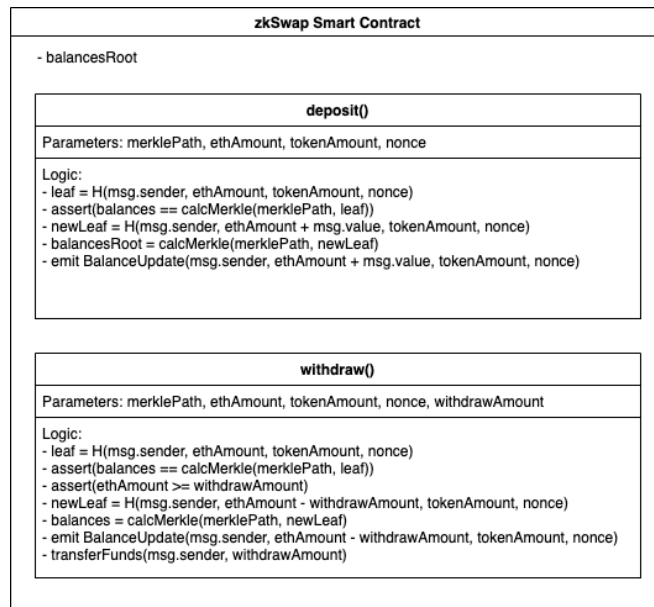 zkSwap Smart Contract
- balancesRoot
deposit()
Parameters: merklePath, ethAmount, tokenAmount, nonce
Logic:
- leaf = H(msg.sender, ethAmount, tokenAmount, nonce)
- assert(balances == calcMerkle(merklePath, leaf))
- newLeaf = H(msg.sender, ethAmount + msg.value, tokenAmount, nonce)
- balancesRoot = calcMerkle(merklePath, newLeaf)
- emit BalanceUpdate(msg.sender, ethAmount + msg.value, tokenAmount, nonce)
withdraw()
Parameters: merklePath, ethAmount, tokenAmount, nonce, withdrawAmount
Logic:
- leaf = H(msg.sender, ethAmount, tokenAmount, nonce)
- assert(balances == calcMerkle(merklePath, leaf))
- assert(ethAmount >= withdrawAmount)
- newLeaf = H(msg.sender, ethAmount - withdrawAmount, tokenAmount, nonce)
- balances = calcMerkle(merklePath, newLeaf)
- emit BalanceUpdate(msg.sender, ethAmount - withdrawAmount, tokenAmount, nonce)
- transferFunds(msg.sender, withdrawAmount)